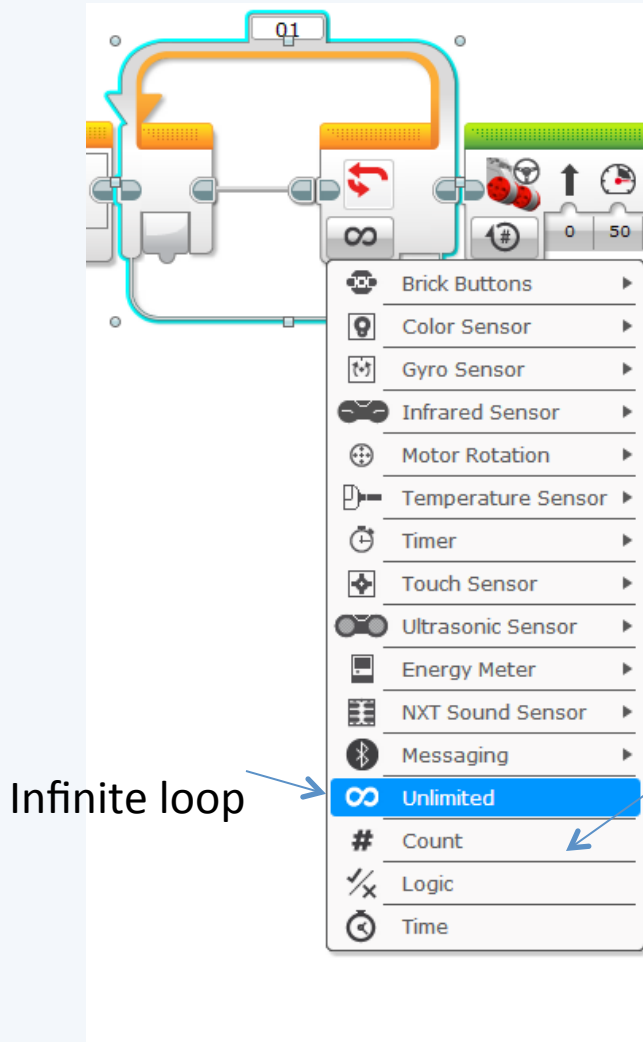 01
# 0 50
Brick Buttons
Color Sensor
Gyro Sensor
Infrared Sensor
Motor Rotation
Temperature Sensor
Timer
Touch Sensor
Ultrasonic Sensor
Energy Meter
NXT Sound Sensor
Messaging
Infinite loop
Unlimited
# Count
Logic
Time